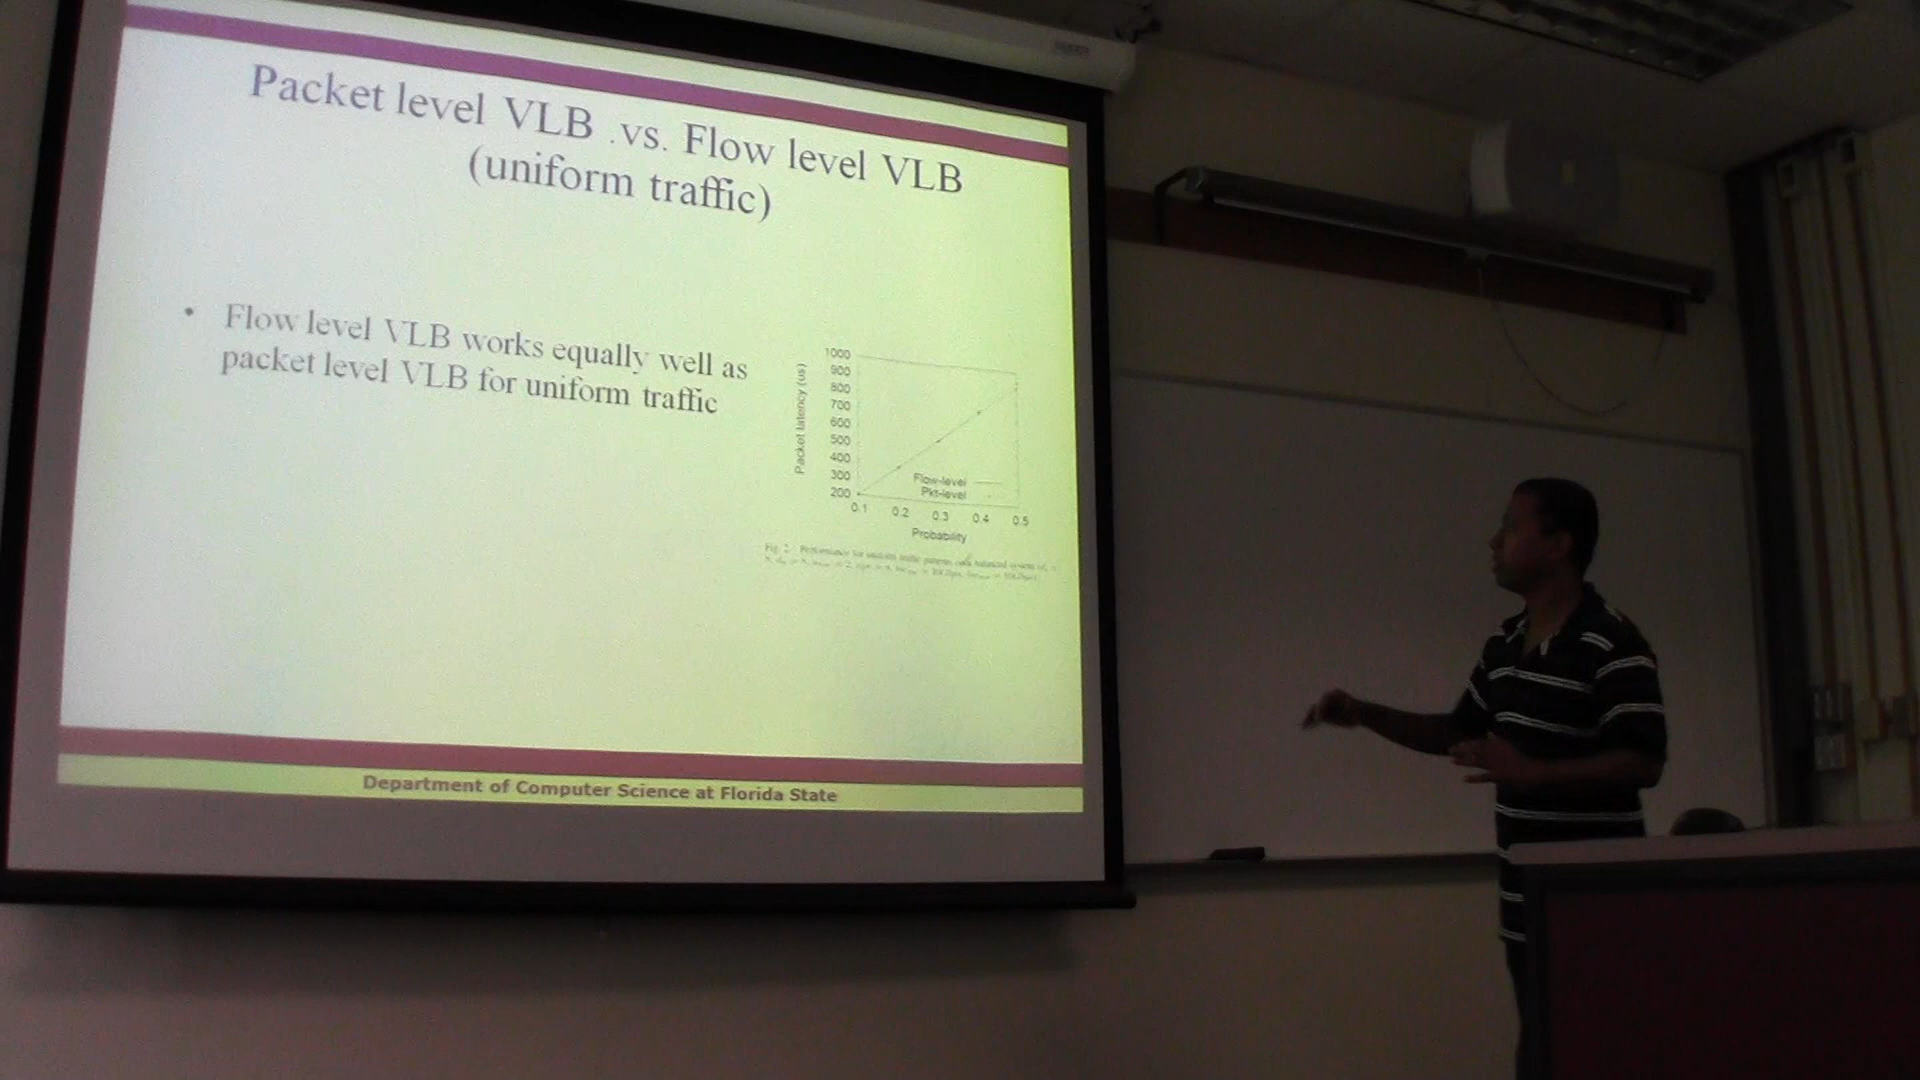 Packet level VLB .vs. Flow level VLB
(uniform traffic)
• Flow level VLB works equally well as
packet level VLB for uniform traffic
Packet latency (us)
1000
900
800
700
600
500
400
300
200
Flow-level
Pkt-level
0.1 0.2 0.3 0.4 0.5
Probability
Department of Computer Science at Florida State